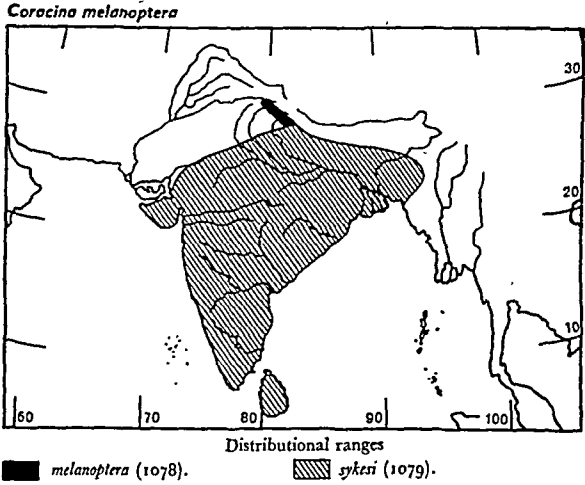 Coracina melanoptera
30
20
10
60 70 80 90 100
Distributional ranges
melanoptera (1078). sykesi (1079).